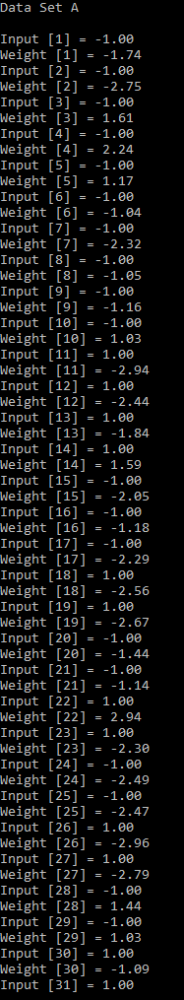 Data Set A
Input [1] = -1.00
Weight [1] = -1.74
Input [2] = -1.00
Weight [2] = -2.75
Input [3] = -1.00
Weight [3] = 1.61
Input [4] = -1.00
Weight [4] = 2.24
Input [5] = -1.00
Weight [5] = 1.17
Input [6] = -1.00
Weight [6] = -1.04
Input [7] = -1.00
Weight [7] = -2.32
Input [8] = -1.00
Weight [8] = -1.05
Input [9] = -1.00
Weight [9] = -1.16
Input [10] = -1.00
Weight [10] = 1.03
Input [11] = 1.00
Weight [11] = -2.94
Input [12] = 1.00
Weight [12] = -2.44
Input [13] = 1.00
Weight [13] = -1.84
Input [14] = 1.00
Weight [14] = 1.59
Input [15] = -1.00
Weight [15] = -2.05
Input [16] = -1.00
Weight [16] = -1.18
Input [17] = -1.00
Weight [17] = -2.29
Input [18] = 1.00
Weight [18] = -2.56
Input [19] = 1.00
Weight [19] = -2.67
Input [20] = -1.00
Weight [20] = -1.44
Input [21] = -1.00
Weight [21] = -1.14
Input [22] = 1.00
Weight [22] = 2.94
Input [23] = 1.00
Weight [23] = -2.30
Input [24] = -1.00
Weight [24] = -2.49
Input [25] = -1.00
Weight [25] = -2.47
Input [26] = 1.00
Weight [26] = -2.96
Input [27] = 1.00
Weight [27] = -2.79
Input [28] = -1.00
Weight [28] = 1.44
Input [29] = -1.00
Weight [29] = 1.03
Input [30] = 1.00
Weight [30] = -1.09
Input [31] = 1.00